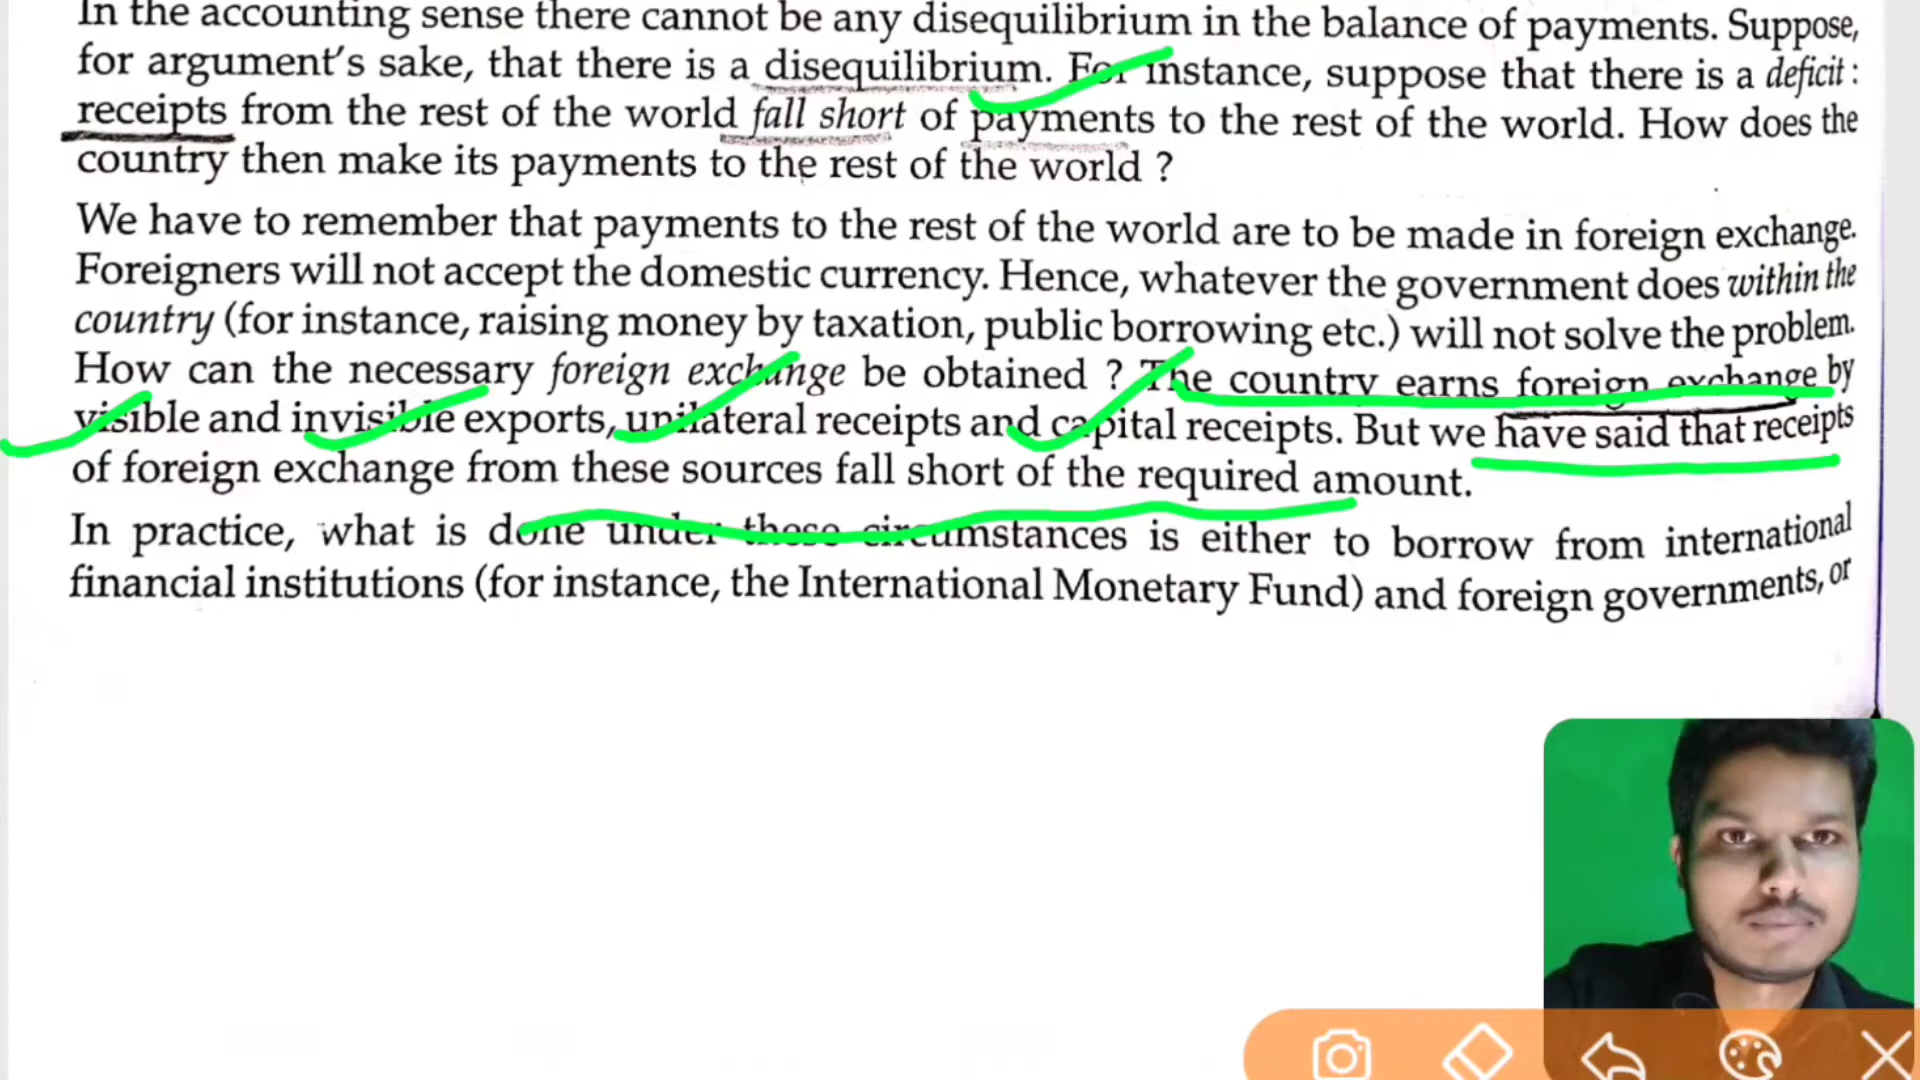 In the accounting sense there cannot be any disequilibrium in the balance of payments. Suppose,
for argument's sake, that there is a disequilibrium. For instance, suppose that there is a deficit :
receipts from the rest of the world fall short of payments to the rest of the world. How does the
country then make its payments to the rest of the world ?
We have to remember that payments to the rest of the world are to be made in foreign exchange.
Foreigners will not accept the domestic currency. Hence, whatever the government does within the
country (for instance, raising money by taxation, public borrowing etc.) will not solve the problem.
How can the necessary foreign exchange be obtained ? The country earns foreign exchange by
visible and invisible exports, unilateral receipts and capital receipts. But we have said that receipts
of foreign exchange from these sources fall short of the required amount.
In practice, what is done under these circumstances is either to borrow from international
financial institutions (for instance, the International Monetary Fund) and foreign governments, or